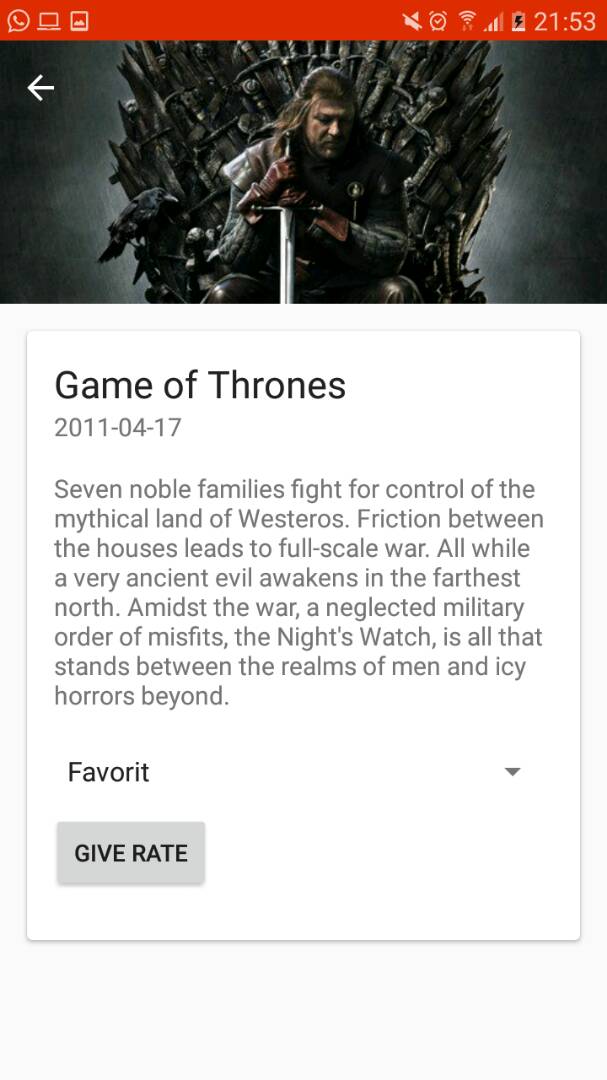 21:53
Game of Thrones
2011-04-17
Seven noble families fight for control of the
mythical land of Westeros. Friction between
the houses leads to full-scale war. All while
a very ancient evil awakens in the farthest
north. Amidst the war, a neglected military
order of misfits, the Night's Watch, is all that
stands between the realms of men and icy
horrors beyond.
Favorit
GIVE RATE